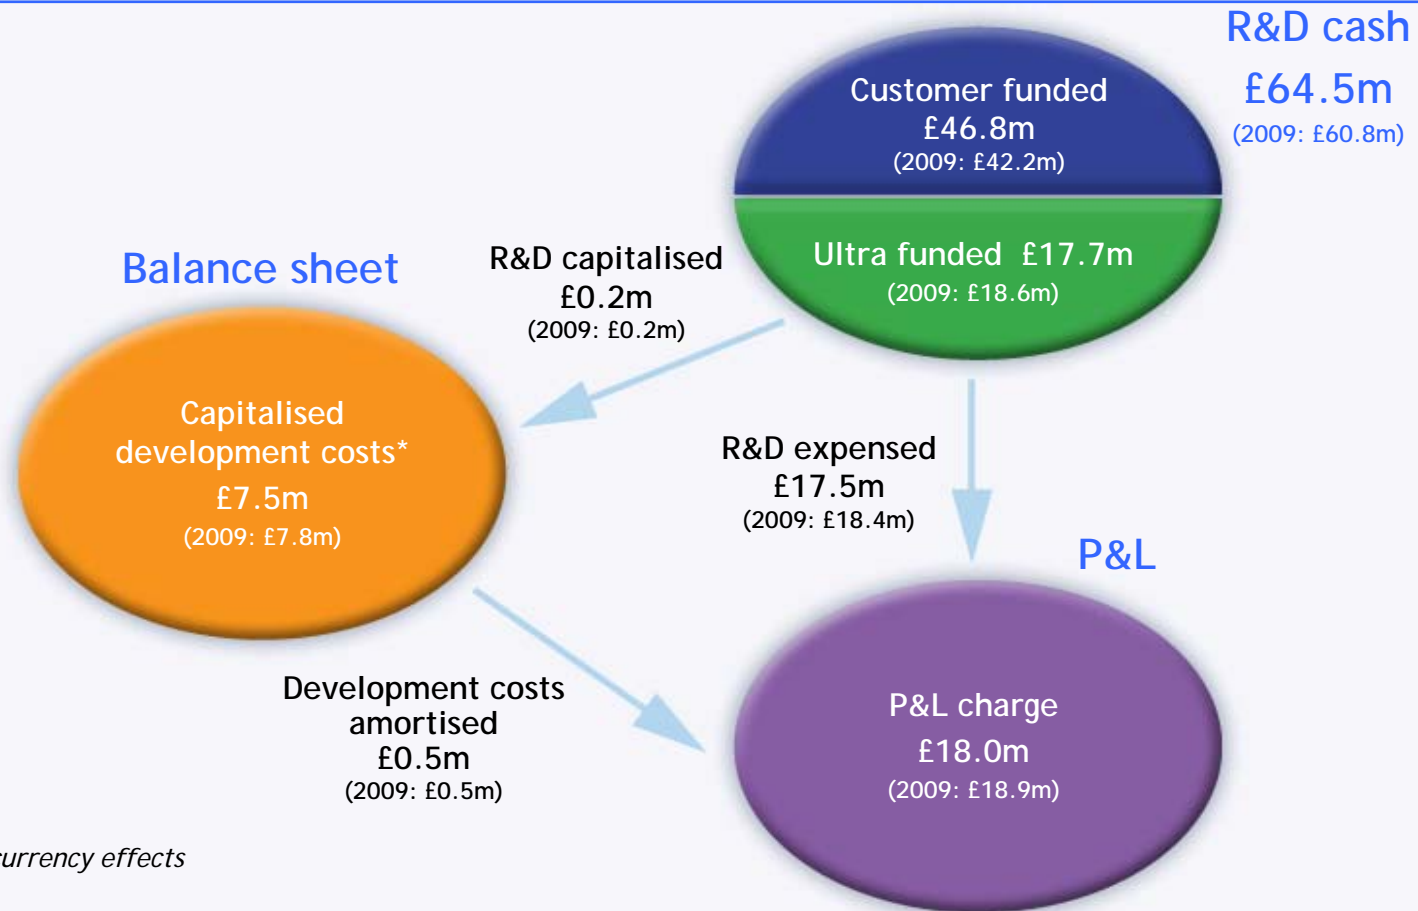 R&D cash
£64.5m
(2009: £60.8m)
Customer funded
£46.8m
(2009: £42.2m)
Ultra funded £17.7m
(2009: £18.6m)
R&D capitalised
£0.2m
(2009: £0.2m)
Balance sheet
Capitalised
development costs*
£7.5m
(2009: £7.8m)
R&D expensed
£17.5m
(2009: £18.4m)
P&L
Development costs
amortised
£0.5m
(2009: £0.5m)
P&L charge
£18.0m
(2009: £18.9m)
effects